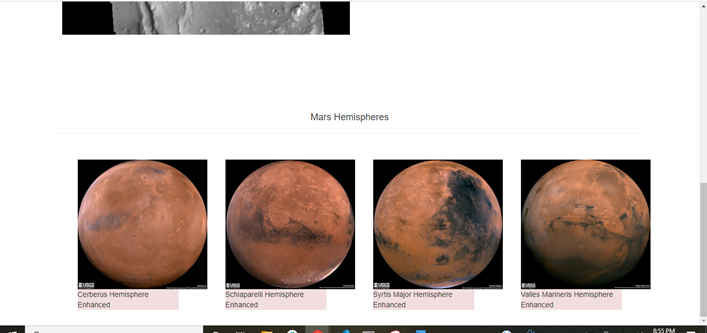 Mars Hemispheres
USGS
USGS
USGS
USGS
Cerberus Hemisphere
Enhanced
Schiaparelli Hemisphere
Enhanced
Syrtis Major Hemisphere
Enhanced
Valles Marineris Hemisphere
Enhanced
8:55 PM